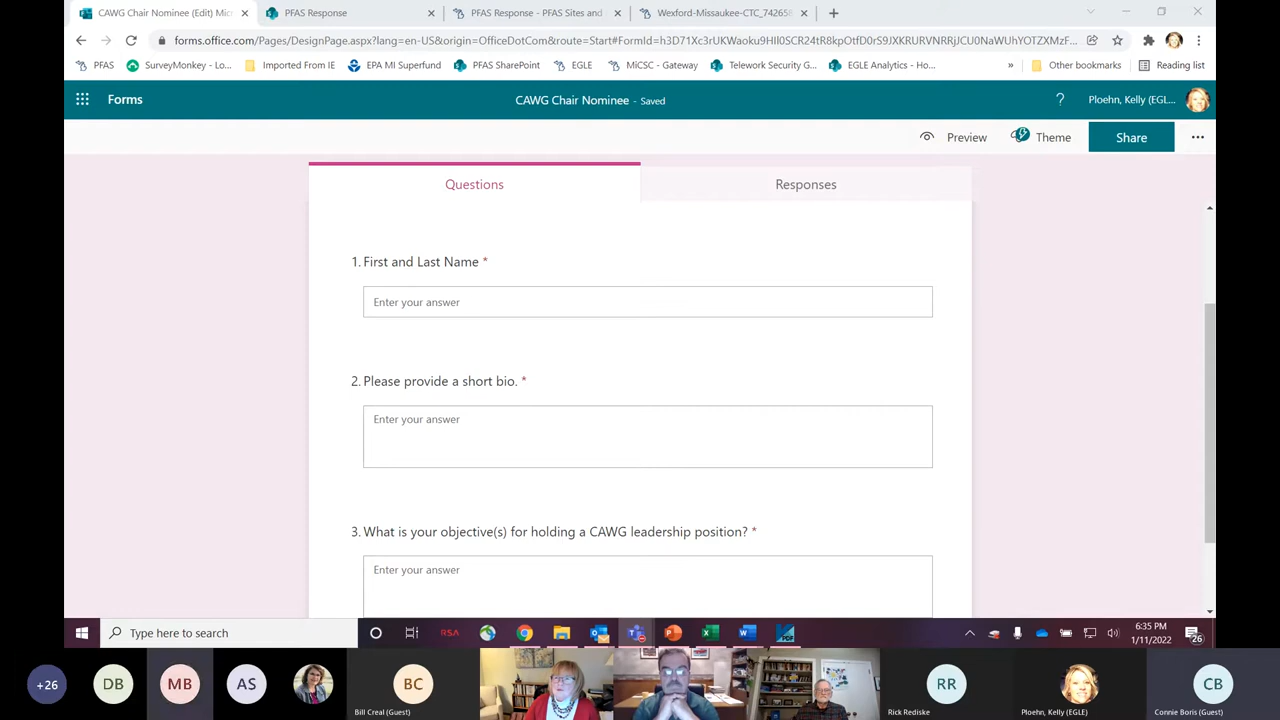 CAWG Chair Nominee (Edit) Micr
PFAS Response
PFAS Response - PFAS Sites and
Wexford-Missaukee-CTC_742658
forms.office.com/Pages/DesignPage.aspx?lang=en-US&origin=OfficeDotCom&route=Start#FormId=
PFAS
SurveyMonkey - Lo...
Imported From IE
EPA MI Superfund
PFAS SharePoint
EGLE
MiCSC - Gateway
Telework Security G...
EGLE Analytics - Ho...
»
Other bookmarks
Reading list
Forms
CAWG Chair Nominee - Saved
?
Ploehn, Kelly (EGL...
Preview
Theme
Share
...
Questions
Responses
1. First and Last Name *
Enter your answer
2. Please provide a short bio. *
Enter your answer
3. What is your objective(s) for holding a CAWG leadership position? *
Enter your answer
Type here to search
RSA
PDF
6:35 PM
1/11/2022
26
+26
DB
MB
AS
BC
Bill Creal (Guest)
RR
Rick Rediske
Ploehn, Kelly (EGLE)
CB
Connie Boris (Guest)